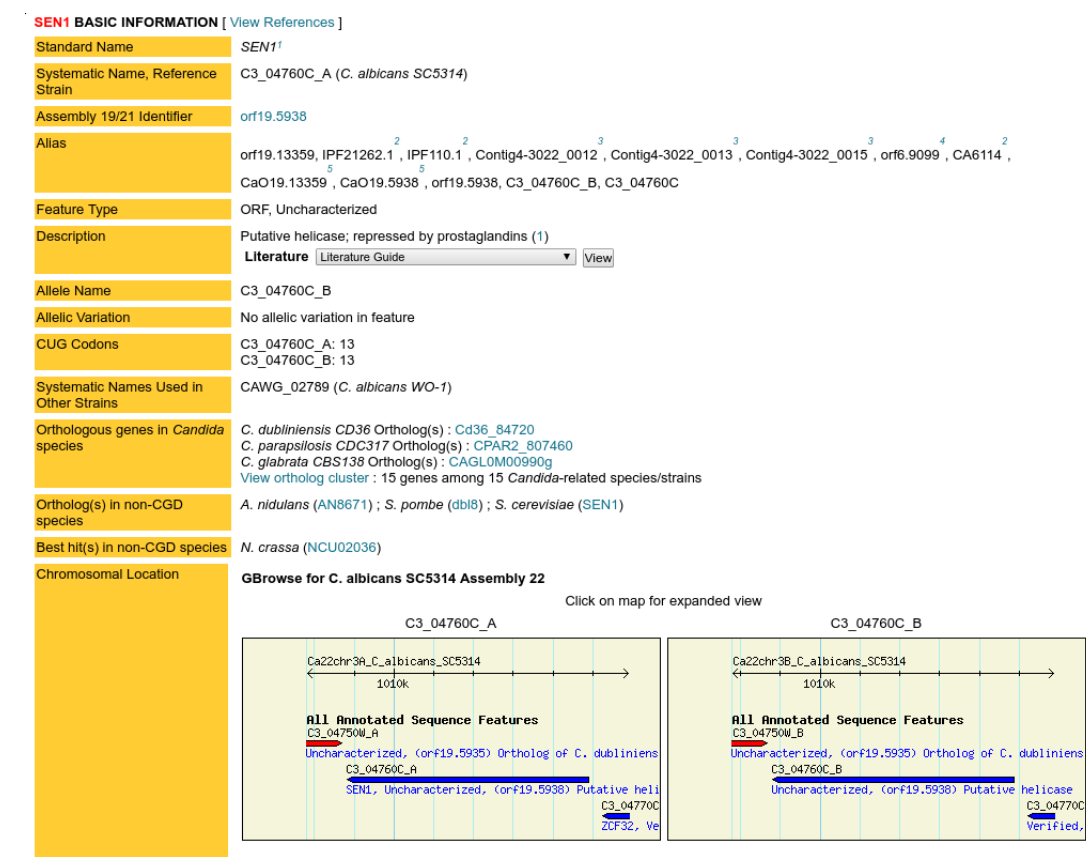 SEN1 BASIC INFORMATION [ View References ]
Standard Name SEN1 1
Systematic Name, Reference Strain C3_04760C_A (C. albicans SC5314)
Assembly 19/21 Identifier orf19.5938
Alias
orf19.13359, IPF21262.1 2, IPF110.1 2, Contig4-3022_0012 3, Contig4-3022_0013 3, Contig4-3022_0015 3, orf6.9099 4, CA6114 2,
CaO19.13359 5, CaO19.5938 5, orf19.5938, C3_04760C_B, C3_04760C
Feature Type ORF, Uncharacterized
Description Putative helicase; repressed by prostaglandins (1)
Literature Literature Guide ▼ View
Allele Name C3_04760C_B
Allelic Variation No allelic variation in feature
CUG Codons C3_04760C_A: 13
C3_04760C_B: 13
Systematic Names Used in Other Strains CAWG_02789 (C. albicans WO-1)
Orthologous genes in Candida species
C. dubliniensis CD36 Ortholog(s) : Cd36_84720
C. parapsilosis CDC317 Ortholog(s) : CPAR2_807460
C. glabrata CBS138 Ortholog(s) : CAGL0M00990g
View ortholog cluster : 15 genes among 15 Candida-related species/strains
Ortholog(s) in non-CGD species A. nidulans (AN8671) ; S. pombe (dbl8) ; S. cerevisiae (SEN1)
Best hit(s) in non-CGD species N. crassa (NCU02036)
Chromosomal Location GBrowse for C. albicans SC5314 Assembly 22
Click on map for expanded view
C3_04760C_A
Ca22chr3A_C_albicans_SC5314
1010k
All Annotated Sequence Features
C3_04750W_A
Uncharacterized, (orf19.5935) Ortholog of C. dubliniens
C3_04760C_A
SEN1, Uncharacterized, (orf19.5938) Putative heli
C3_04770C
ZCF32, Ve
C3_04760C_B
Ca22chr3B_C_albicans_SC5314
1010k
All Annotated Sequence Features
C3_04750W_B
Uncharacterized, (orf19.5935) Ortholog of C. dubliniens
C3_04760C_B
Uncharacterized, (orf19.5938) Putative helicase
C3_04770C
Verified,